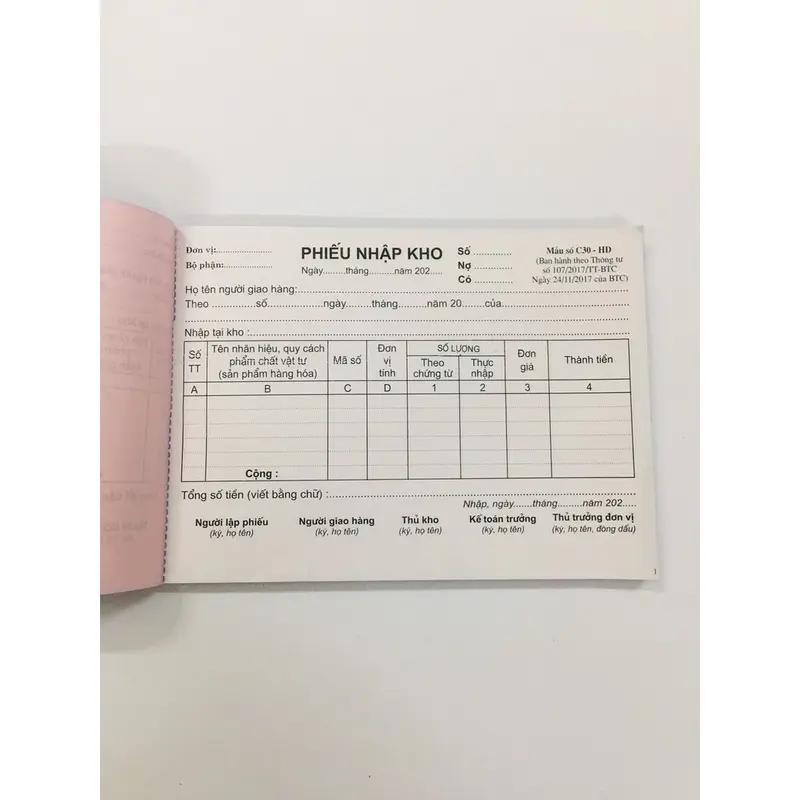 Đơn vị:....................
Bộ phận:.................
PHIẾU NHẬP KHO
Ngày........tháng.........năm 202.....
Số .............
Nợ .............
Có .............
Mẫu số C30 - HD
(Ban hành theo Thông tư
số 107/2017/TT-BTC
Ngày 24/11/2017 của BTC)
Họ tên người giao hàng:....................
Theo ............số..............ngày........tháng.........năm 20.......của....................
Nhập tại kho :....................
Số TT
Tên nhãn hiệu, quy cách phẩm chất vật tư (sản phẩm hàng hóa)
Mã số
Đơn vị tính
SỐ LƯỢNG
Theo chứng từ
Thực nhập
Đơn giá
Thành tiền
A B C D 1 2 3 4
Cộng :
Tổng số tiền (viết bằng chữ) :....................
Nhập, ngày.......tháng.........năm 202.....
Người lập phiếu
(ký, họ tên)
Người giao hàng
(ký, họ tên)
Thủ kho
(ký, họ tên)
Kế toán trưởng
(ký, họ tên)
Thủ trưởng đơn vị
(ký, họ tên, đóng dấu)
1